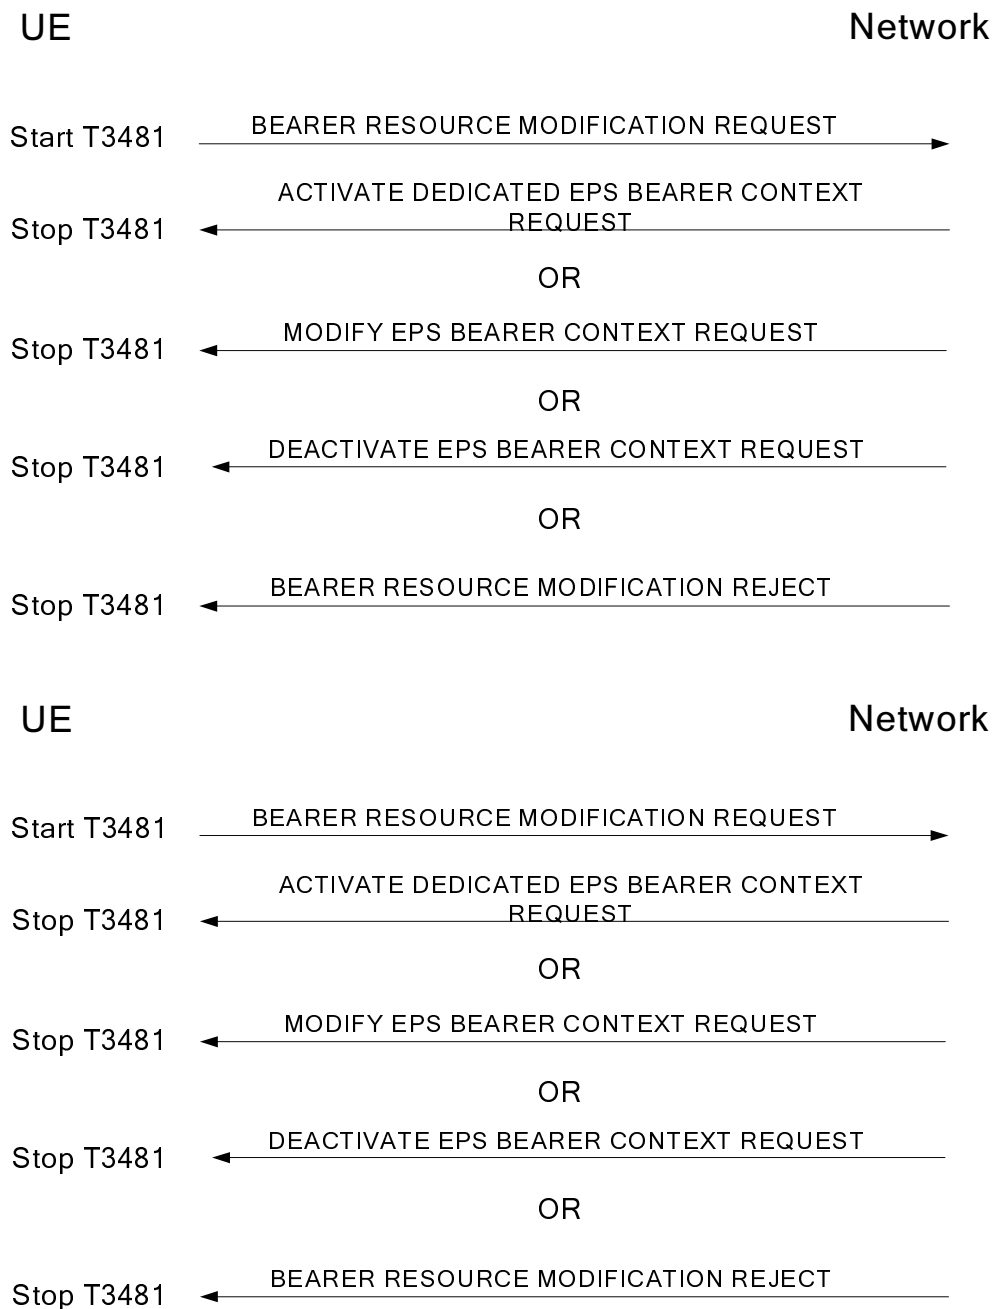 UE Network
Start T3481 BEARER RESOURCE MODIFICATION REQUEST
ACTIVATE DEDICATED EPS BEARER CONTEXT
REQUEST
Stop T3481
OR
MODIFY EPS BEARER CONTEXT REQUEST
Stop T3481
OR
DEACTIVATE EPS BEARER CONTEXT REQUEST
Stop T3481
OR
BEARER RESOURCE MODIFICATION REJECT
Stop T3481
UE Network
Start T3481 BEARER RESOURCE MODIFICATION REQUEST
ACTIVATE DEDICATED EPS BEARER CONTEXT
REQUEST
Stop T3481
OR
MODIFY EPS BEARER CONTEXT REQUEST
Stop T3481
OR
DEACTIVATE EPS BEARER CONTEXT REQUEST
Stop T3481
OR
BEARER RESOURCE MODIFICATION REJECT
Stop T3481